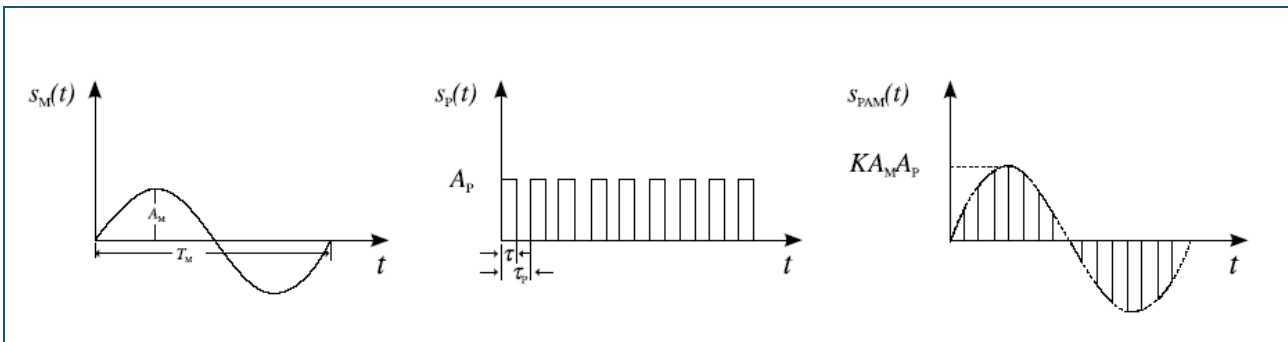 s_M(t)
A_M
T_M
t
s_P(t)
A_P
τ
τ_P
t
s_PAM(t)
KA_MA_P
t